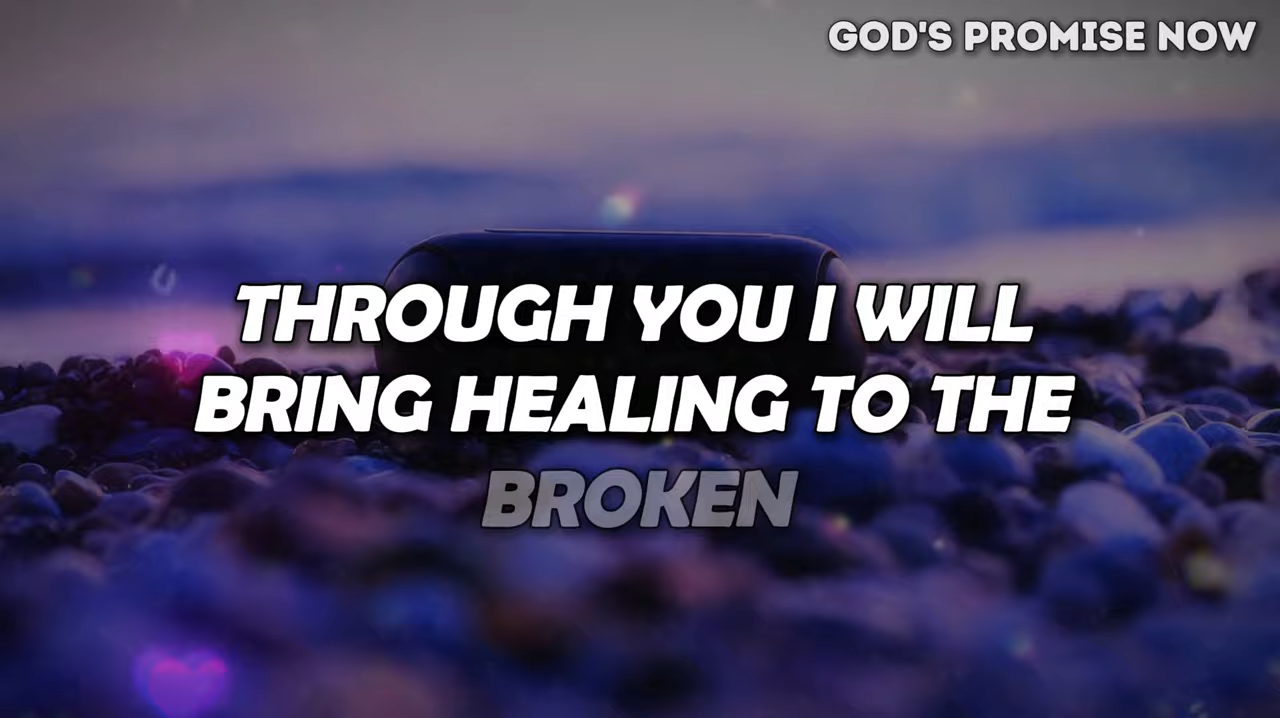 GOD'S PROMISE NOW
THROUGH YOU I WILL
BRING HEALING TO THE
BROKEN